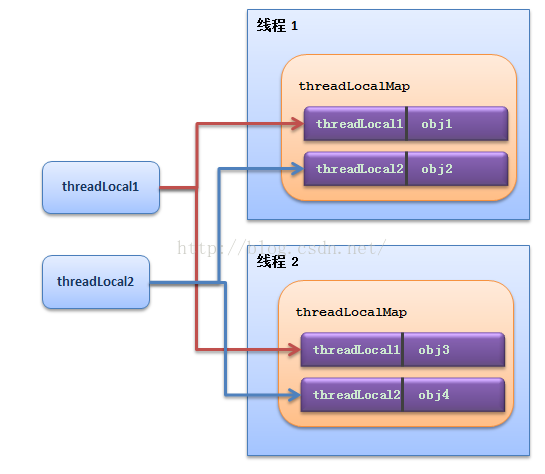 线程 1
threadLocalMap
threadLocal1 obj1
threadLocal2 obj2
threadLocal1
threadLocal2
http://blog.csdn.net/
线程 2
threadLocalMap
threadLocal1 obj3
threadLocal2 obj4